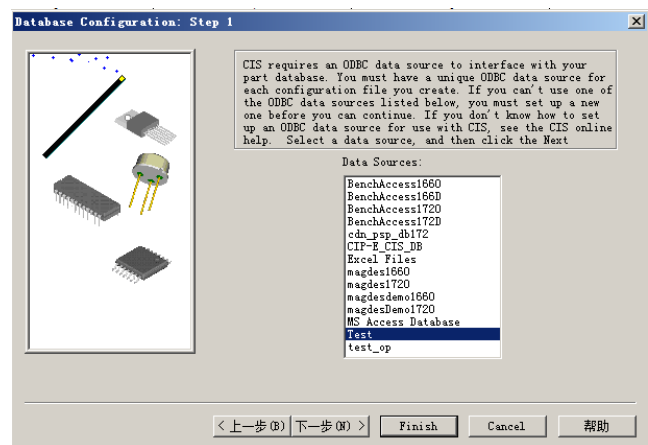 Database Configuration: Step 1
CIS requires an ODBC data source to interface with your
part database. You must have a unique ODBC data source for
each configuration file you create. If you can't use one of
the ODBC data sources listed below, you must set up a new
one before you can continue. If you don't know how to set
up an ODBC data source for use with CIS, see the CIS online
help. Select a data source, and then click the Next
Data Sources:
BenchAccess1660
BenchAccess166D
BenchAccess1720
BenchAccess172D
cdn_psp_db172
CIP-E_CIS_DB
Excel Files
magdes1660
magdes1720
magdesdemo1660
magdesDemo1720
MS Access Database
Test
test_op
< 上一步(B) 下一步(N) > Finish Cancel 帮助